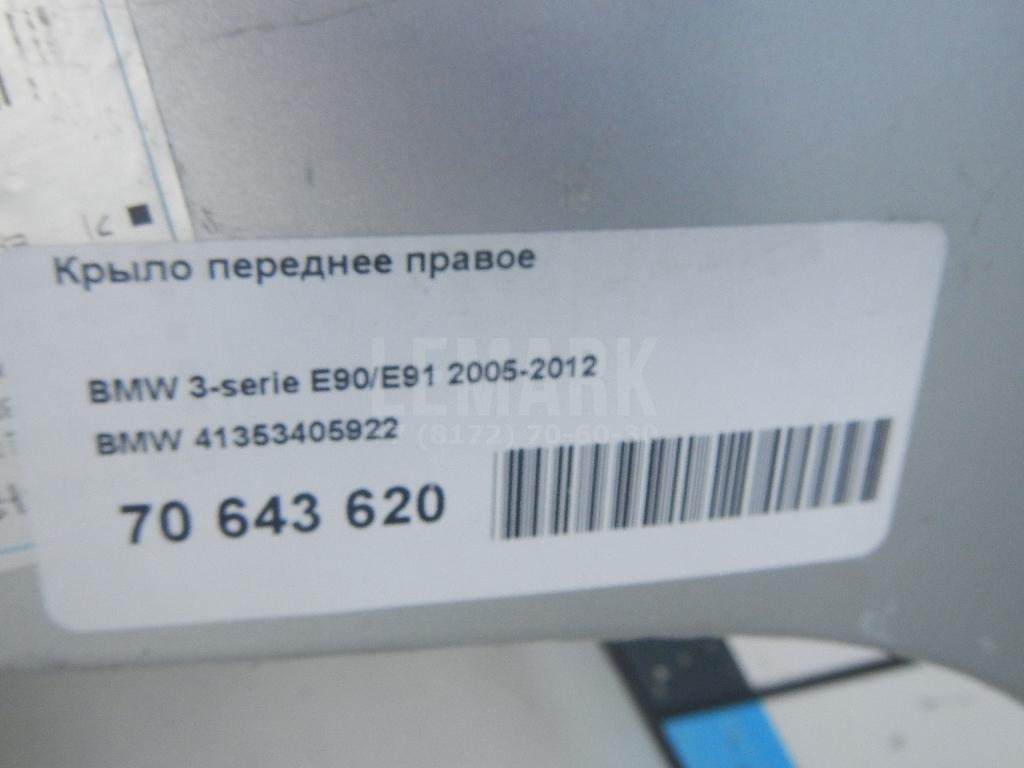 Крыло переднее правое
BMW 3-serie E90/E91 2005-2012
BMW 41353405922
70 643 620
LEMARK
(8172) 70-60-30